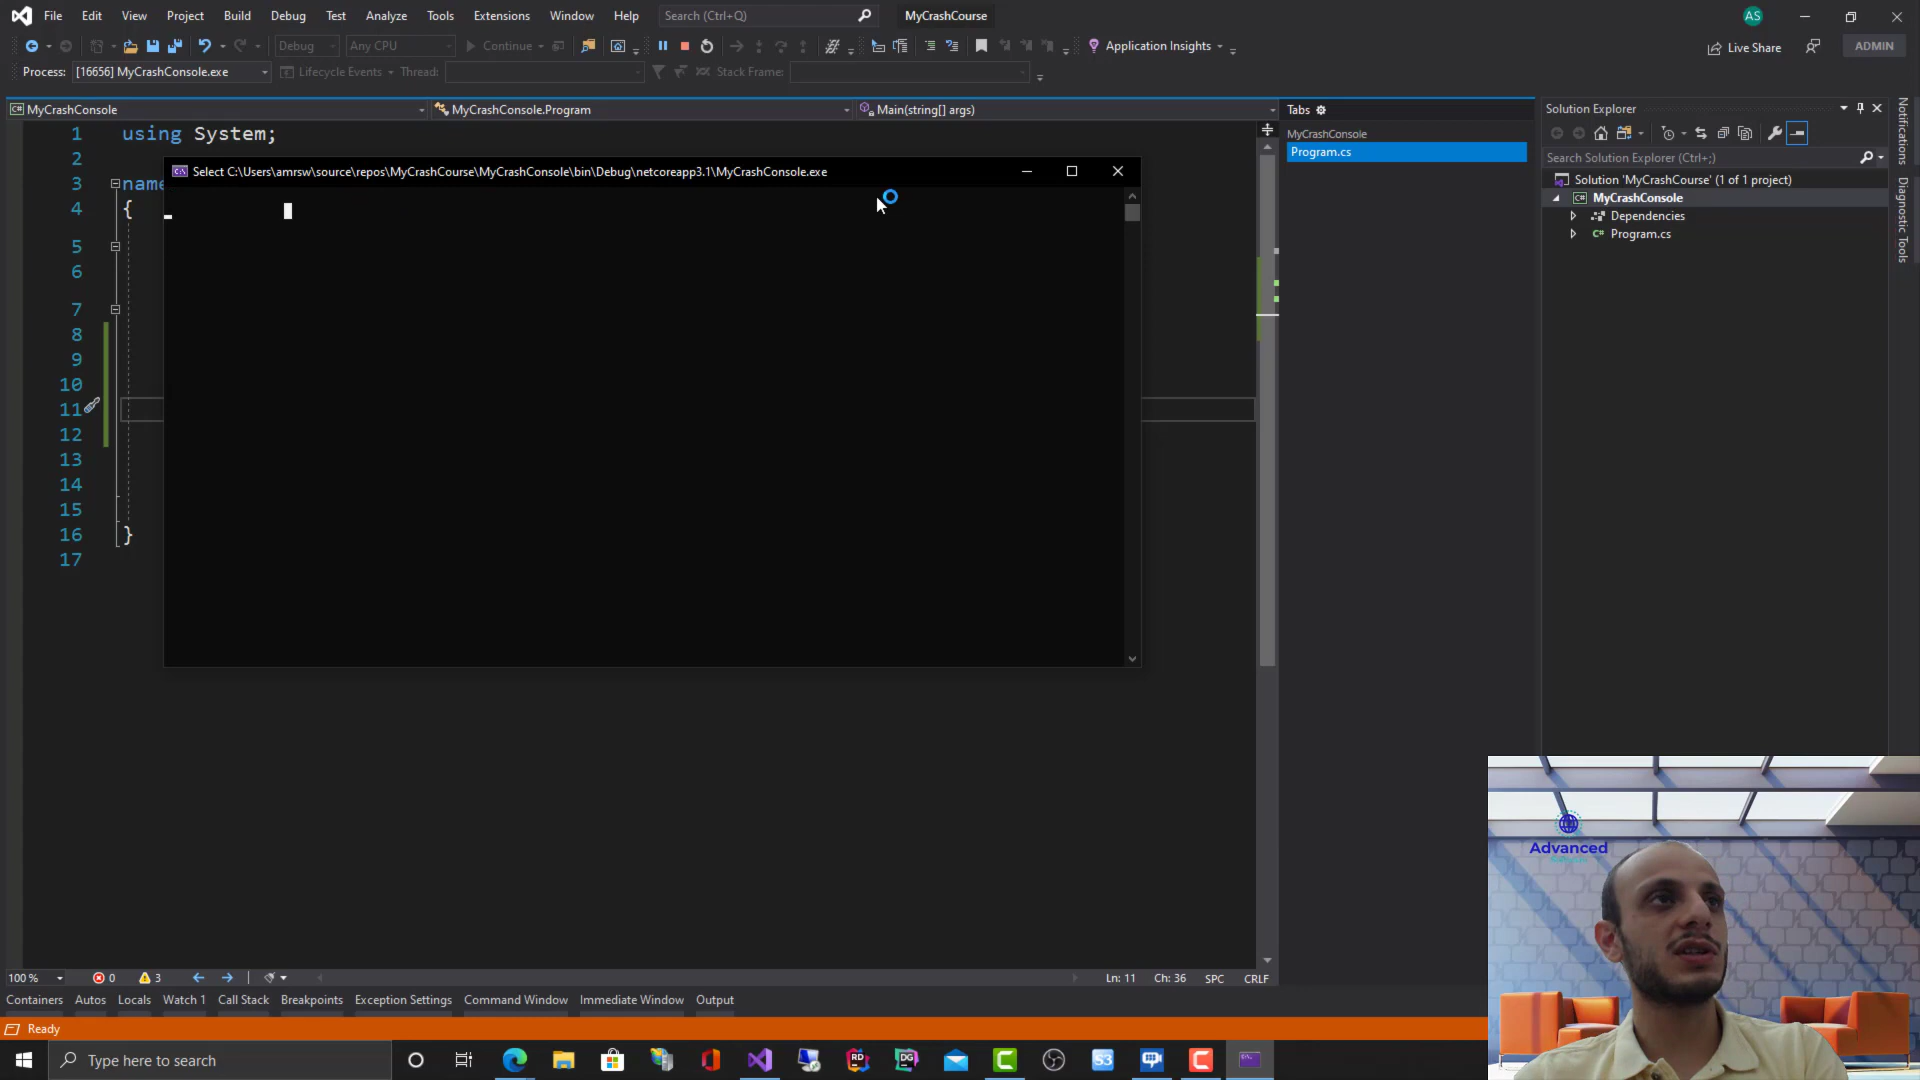 File Edit View Project Build Debug Test Analyze Tools Extensions Window Help Search (Ctrl+Q) MyCrashCourse AS
Debug Any CPU Continue Application Insights Live Share ADMIN
Process: [16656] MyCrashConsole.exe Lifecycle Events Thread: Stack Frame:
MyCrashConsole MyCrashConsole.Program Main(string[] args)
1 using System;
2
3 name
4 {
5
6
7
8
9
10
11
12
13
14
15
16 }
17
Select C:\Users\amrsw\source\repos\MyCrashCourse\MyCrashConsole\bin\Debug\netcoreapp3.1\MyCrashConsole.exe
Tabs
MyCrashConsole
Program.cs
Solution Explorer
Search Solution Explorer (Ctrl+;)
Solution 'MyCrashCourse' (1 of 1 project)
MyCrashConsole
Dependencies
C# Program.cs
Notifications
Diagnostic Tools
Advanced
100 % 0 3 Ln: 11 Ch: 36 SPC CRLF
Containers Autos Locals Watch 1 Call Stack Breakpoints Exception Settings Command Window Immediate Window Output
Ready
Type here to search